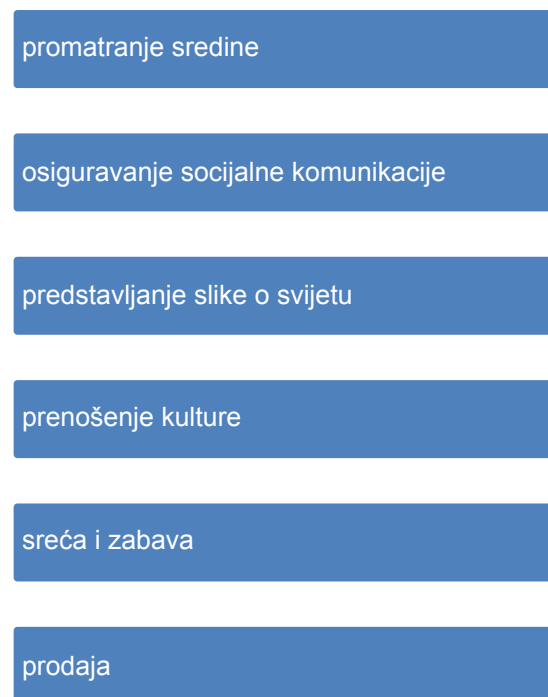 promatranje sredine
osiguravanje socijalne komunikacije
predstavljanje slike o svijetu
prenošenje kulture
sreća i zabava
prodaja